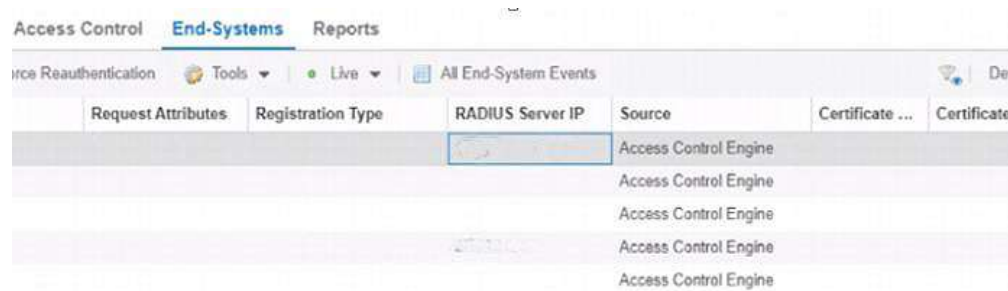 Access Control End-Systems Reports
rce Reauthentication Tools Live All End-System Events De
Request Attributes Registration Type RADIUS Server IP Source Certificate ... Certificate
Access Control Engine
Access Control Engine
Access Control Engine
Access Control Engine
Access Control Engine